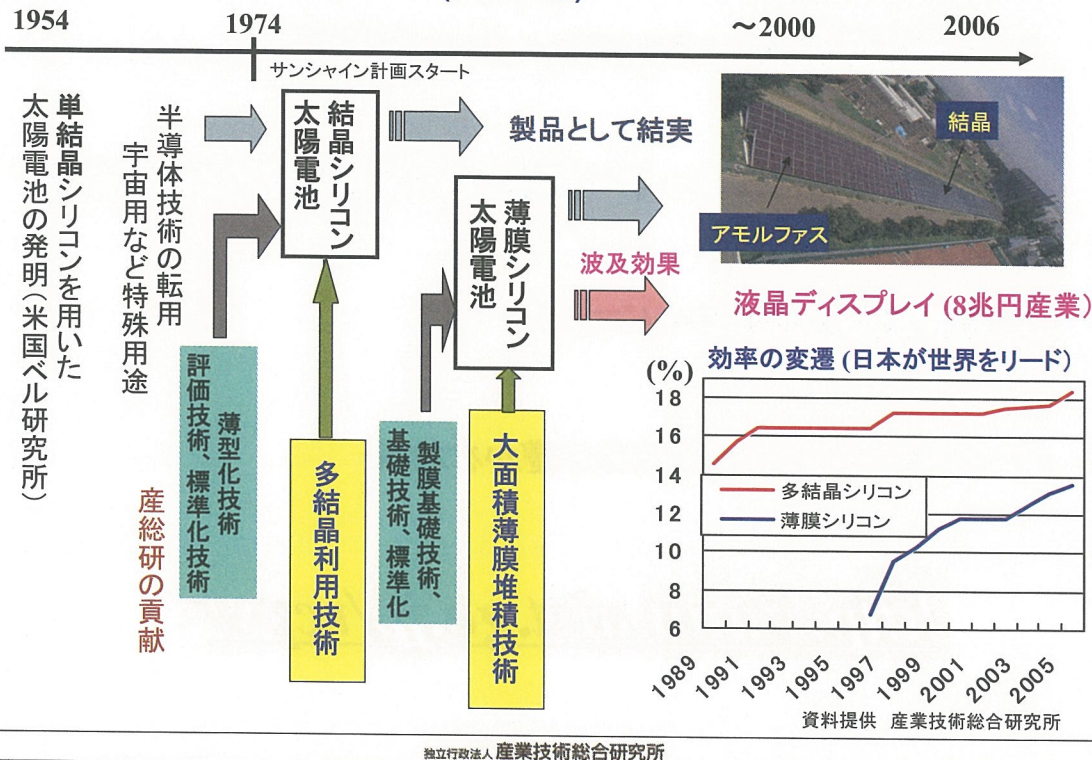 1954
1974
～2000
2006
サンシャイン計画スタート
単結晶シリコンを用いた
太陽電池の発明（米国ベル研究所）
半導体技術の転用
宇宙用など特殊用途
結晶シリコン
太陽電池
製品として結実
薄膜シリコン
太陽電池
波及効果
結晶
アモルファス
液晶ディスプレイ (8兆円産業)
産総研の貢献
薄型化技術
評価技術、標準化技術
多結晶利用技術
製膜基礎技術、
基礎技術、標準化
大面積薄膜堆積技術
効率の変遷 (日本が世界をリード)
(%)
18
16
14
12
10
8
6
多結晶シリコン
薄膜シリコン
1989
1991
1993
1995
1997
1999
2001
2003
2005
資料提供 産業技術総合研究所
独立行政法人 産業技術総合研究所